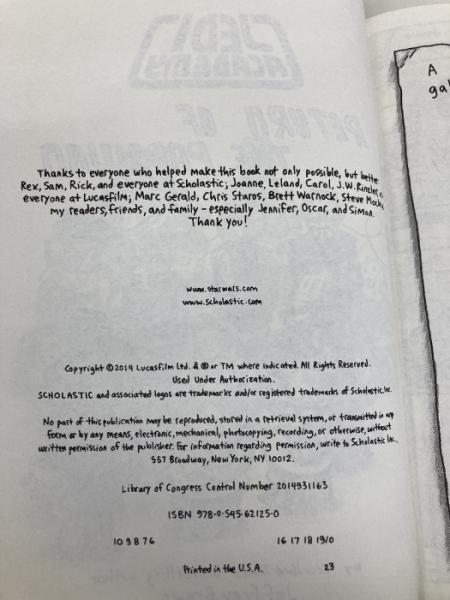 Thanks to everyone who helped make this book not only possible, but better
Rex, Sam, Rick, and everyone at Scholastic; Joanne, Leland, Carol, J.W. Rinzler,
everyone at Lucasfilm; Marc Gerald, Chris Staros, Brett Warnock, Steve
my readers, friends, and family - especially Jennifer, Oscar, and Simon.
Thank you!
www.starwars.com
www.scholastic.com
Copyright © 2014 Lucasfilm Ltd. & ® or TM where indicated. All Rights Reserved.
Used Under Authorization.
SCHOLASTIC and associated logos are trademarks and/or registered trademarks of Scholastic Inc.
No part of this publication may be reproduced, stored in a retrieval system, or transmitted in any
form or by any means, electronic, mechanical, photocopying, recording, or otherwise, without
written permission of the publisher. For information regarding permission, write to Scholastic Inc.,
557 Broadway, New York, NY 10012.
Library of Congress Control Number 2014931163
ISBN 978-0-545-62125-0
10 9 8 7 6 16 17 18 19/0
Printed in the U.S.A. 23
A
JEDI
ACADEMY
RETURN OF